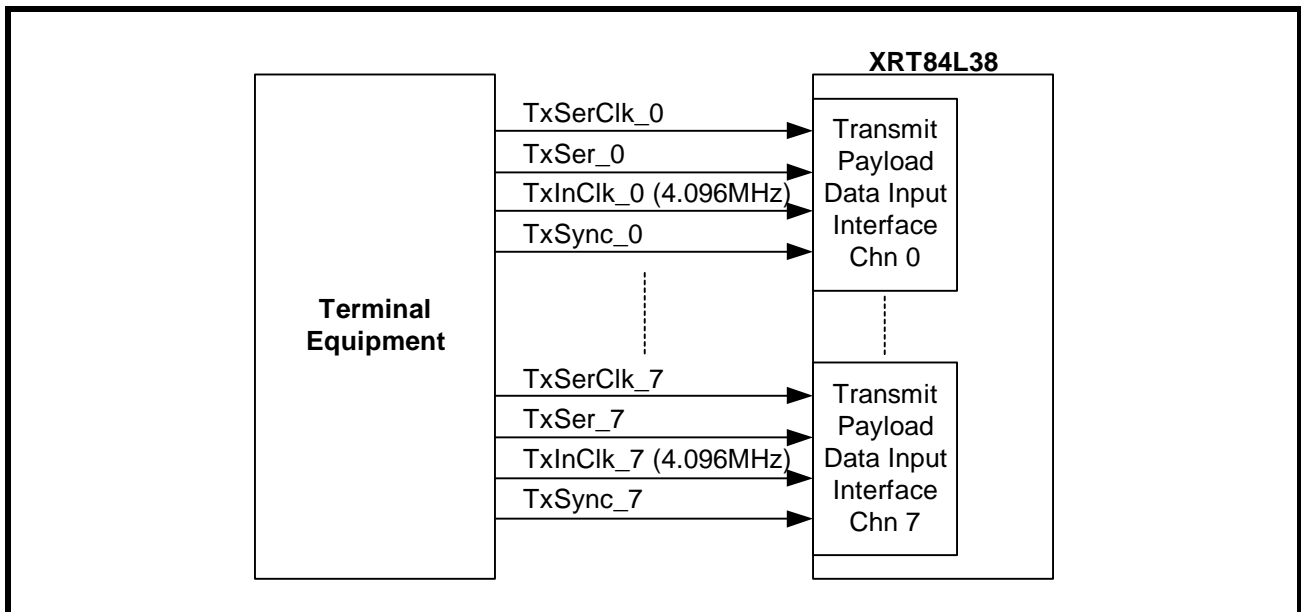 XRT84L38
TxSerClk_0
TxSer_0
TxInClk_0 (4.096MHz)
TxSync_0
Transmit
Payload
Data Input
Interface
Chn 0
Terminal
Equipment
TxSerClk_7
TxSer_7
TxInClk_7 (4.096MHz)
TxSync_7
Transmit
Payload
Data Input
Interface
Chn 7